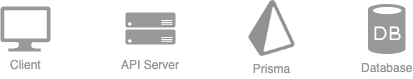 DB
Client
API Server
Prisma
Database